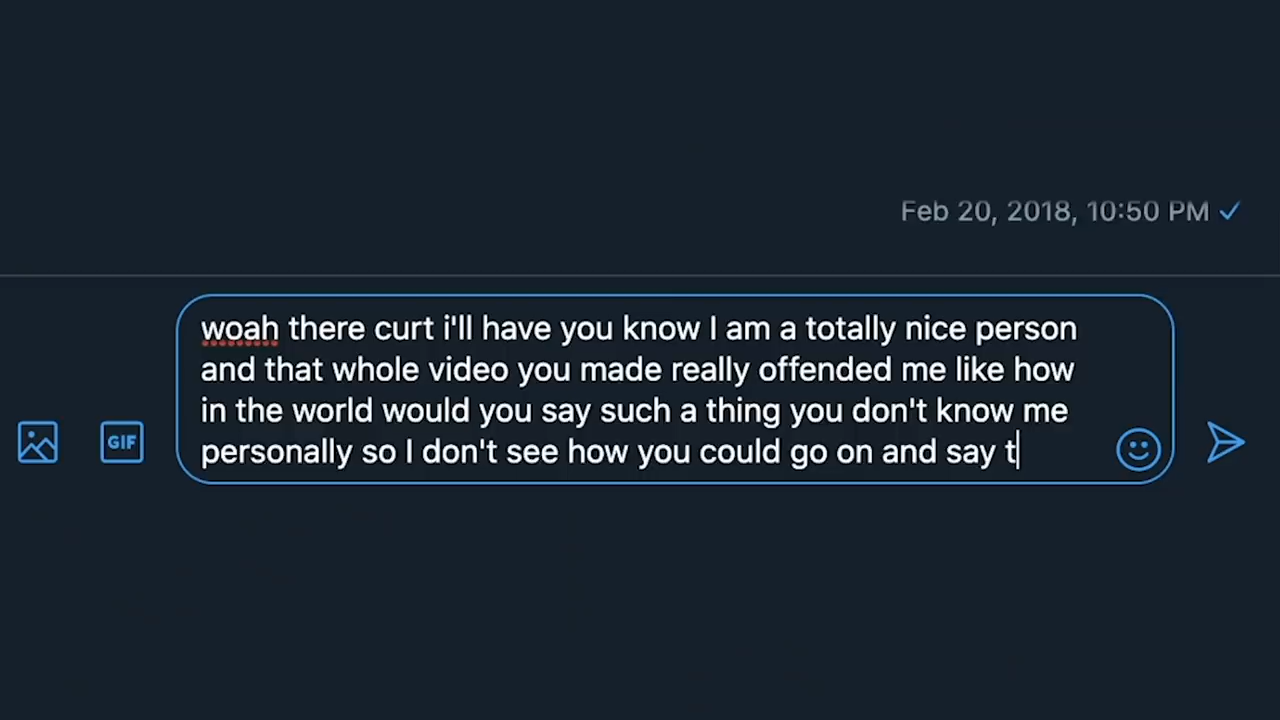 Feb 20, 2018, 10:50 PM
woah there curt i'll have you know I am a totally nice person
and that whole video you made really offended me like how
in the world would you say such a thing you don't know me
personally so I don't see how you could go on and say t
GIF